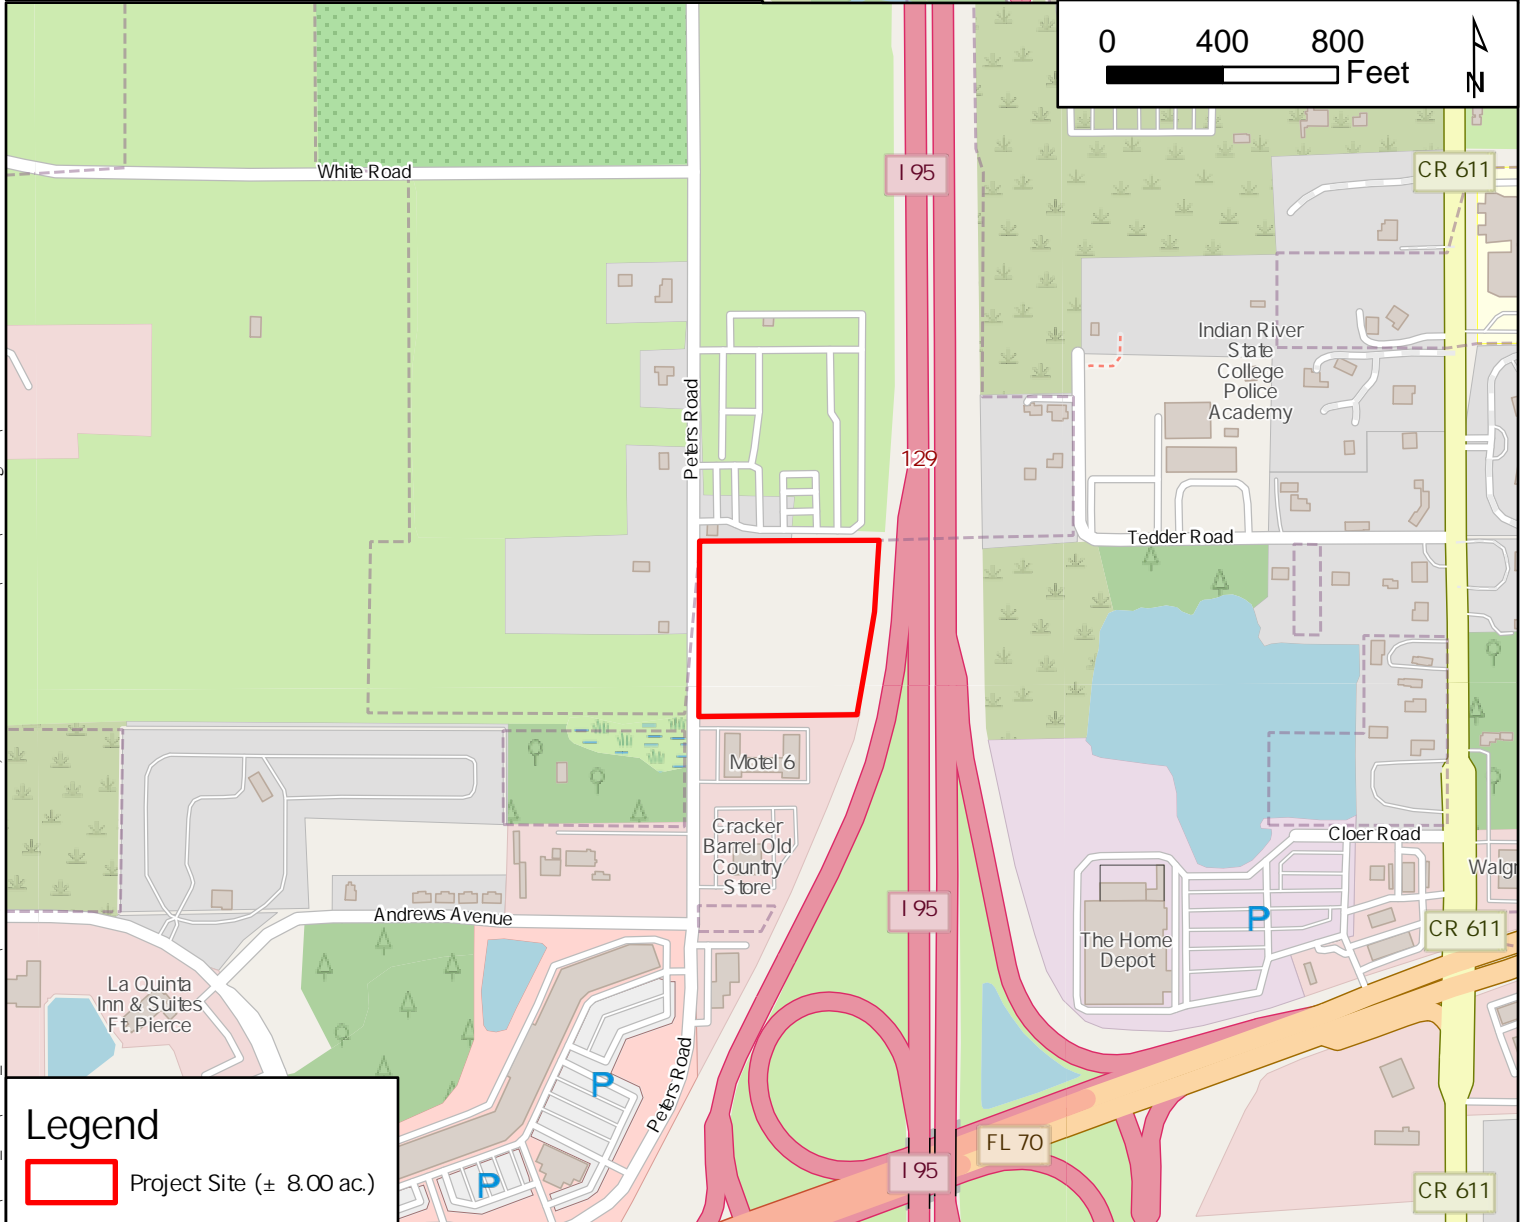 0 400 800
Feet
N
White Road
I 95
CR 611
Peters Road
Indian River
State
College
Police
Academy
129
Tedder Road
Motel 6
Cracker
Barrel Old
Country
Store
Cloer Road
Walgr
Andrews Avenue
I 95
P
CR 611
The Home
Depot
La Quinta
Inn & Suites
Ft. Pierce
Peters Road
P
FL 70
I 95
P
CR 611
Legend
Project Site (± 8.00 ac.)